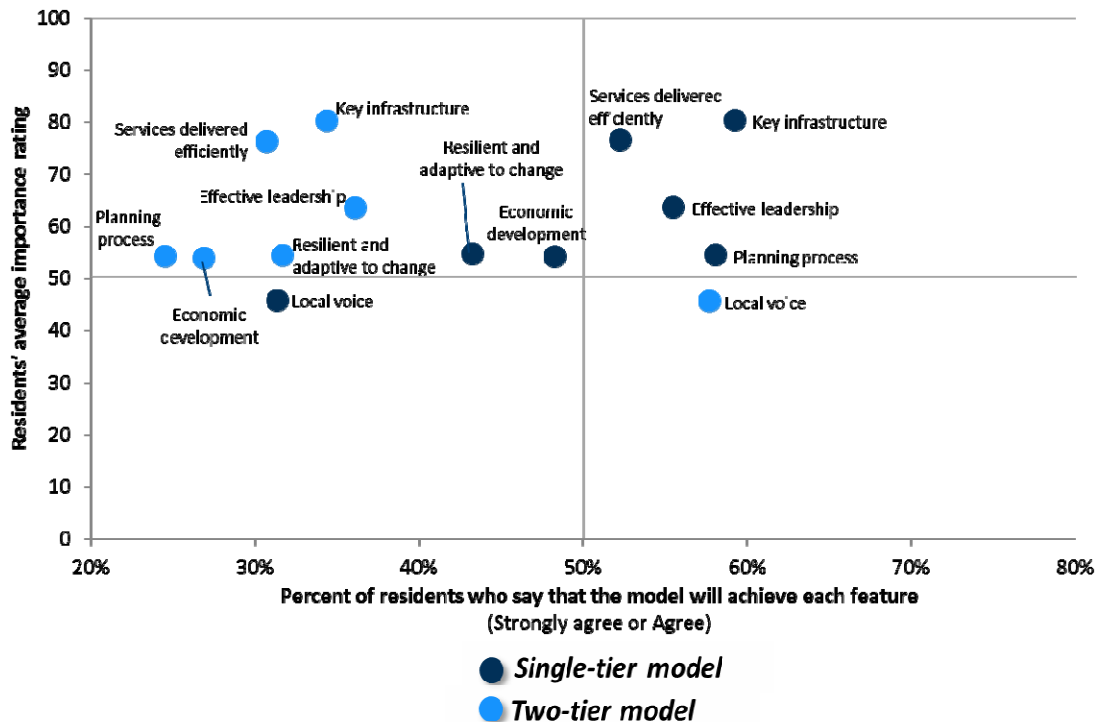 100
90
80
70
60
50
40
30
20
10
0
Residents' average importance rating
Services delivered
efficiently
Key infrastructure
Resilient and
adaptive to change
Services deliverec
efficiently
Key infrastructure
Effective leadership
Economic
development
Effective leadership
Planning
process
Resilient and
adaptive to change
Planning process
Economic
cevelopment
Local voice
Local voice
20%
30%
40%
50%
60%
70%
80%
Percent of residents who say that the model will achieve each feature
(Strongly agree or Agree)
Single-tier model
Two-tier model